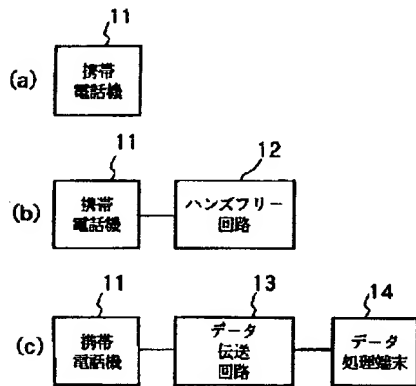 11
(a)
携帯
電話機
11
12
(b)
携帯
電話機
ハンズフリー
回路
11
13
14
(c)
携帯
電話機
データ
伝送
回路
データ
処理端末